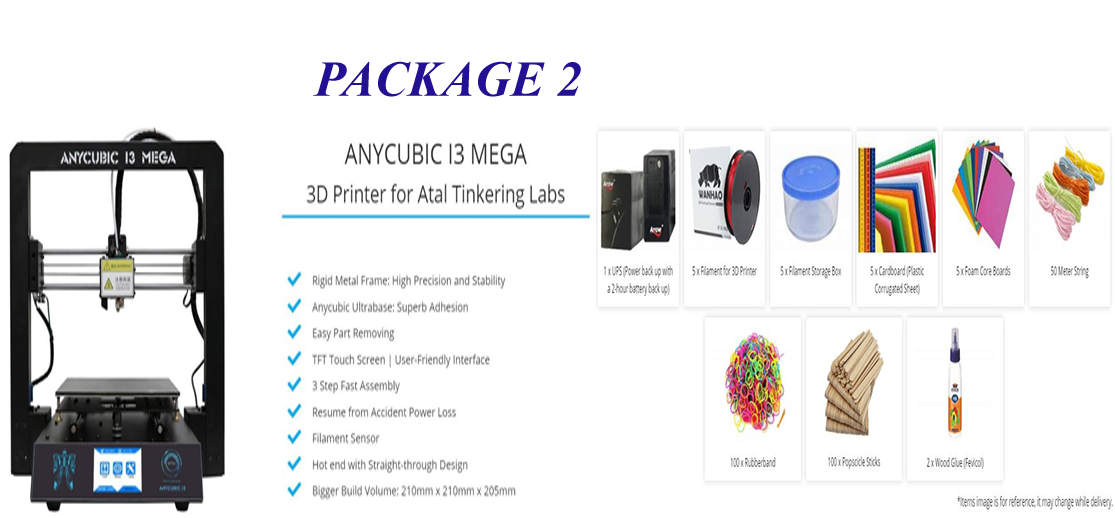 PACKAGE 2
ANYCUBIC I3 MEGA
ANYCUBIC I3 MEGA
3D Printer for Atal Tinkering Labs
Rigid Metal Frame: High Precision and Stability
Anycubic Ultrabase: Superb Adhesion
Easy Part Removing
TFT Touch Screen | User-Friendly Interface
3 Step Fast Assembly
Resume from Accident Power Loss
Filament Sensor
Hot end with Straight-through Design
Bigger Build Volume: 210mm x 210mm x 205mm
ANYCUBIC I3
WANHAO
1 x UPS (Power back up with
a 2-hour battery back up)
5 x Filament for 3D Printer
5 x Filament Storage Box
5 x Cardboard (Plastic
Corrugated Sheet)
5 x Foam Core Boards
50 Meter String
100 x Rubberband
100 x Popscicle Sticks
2 x Wood Glue (Fevicol)
*Items image is for reference, it may change while delivery.